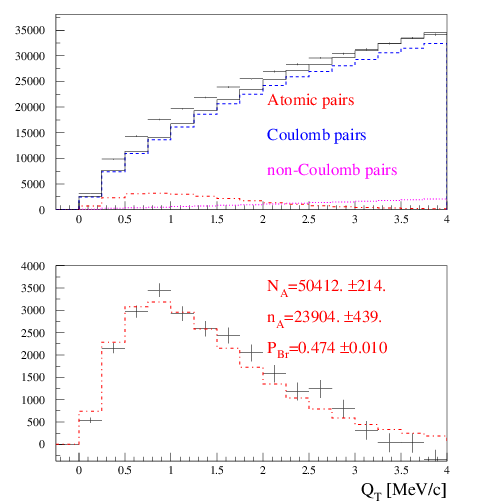 35000
30000
25000
20000
15000
10000
5000
0
Atomic pairs
Coulomb pairs
non-Coulomb pairs
0 0.5 1 1.5 2 2.5 3 3.5 4
4000
3500
3000
2500
2000
1500
1000
500
0
N_A=50412. ±214.
n_A=23904. ±439.
P_Br=0.474 ±0.010
0 0.5 1 1.5 2 2.5 3 3.5 4
Q_T [MeV/c]